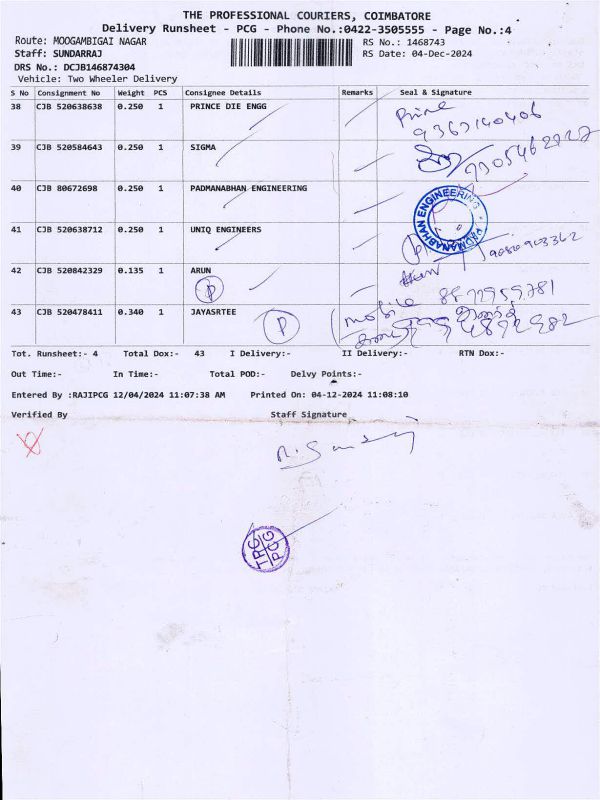 THE PROFESSIONAL COURIERS, COIMBATORE
Delivery Runsheet - PCG - Phone No.:0422-3505555 - Page No.:4
Route: MOOGAMBIGAI NAGAR RS No.: 1468743
Staff: SUNDARRAJ RS Date: 04-Dec-2024
DRS No.: DCJB146874304
Vehicle: Two Wheeler Delivery
S No Consignment No Weight PCS Consignee Details Remarks Seal & Signature
38 CJB 520638638 0.250 1 PRINCE DIE ENGG Prince
9367140406
39 CJB 520584643 0.250 1 SIGMA
40 CJB 80672698 0.250 1 PADMANABHAN ENGINEERING
PADMANABHAN ENGINEERING
41 CJB 520638712 0.250 1 UNIQ ENGINEERS
42 CJB 520842329 0.135 1 ARUN
P
43 CJB 520478411 0.340 1 JAYASRTEE mobile
P
Tot. Runsheet:- 4 Total Dox:- 43 I Delivery:- II Delivery:- RTN Dox:-
Out Time:- In Time:- Total POD:- Delvy Points:-
Entered By :RAJIPCG 12/04/2024 11:07:38 AM Printed On: 04-12-2024 11:08:10
Verified By Staff Signature
TRG
PCG